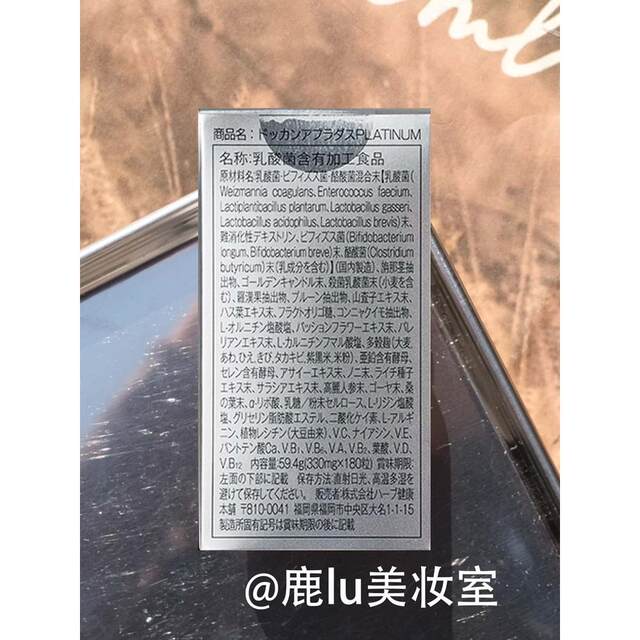 商品名：ドッカンアブラダスPLATINUM
名称:乳酸菌含有加工食品
原材料名:乳酸菌・ビフィズス菌・酪酸菌混合末【乳酸菌(
Weizmannia coagulans、Enterococcus faecium、
Lactiplantibacillus plantarum、Lactobacillus gasseri、
Lactobacillus acidophilus、Lactobacillus brevis)末、
難消化性デキストリン、ビフィズス菌(Bifidobacterium
longum、Bifidobacterium breve)末、酪酸菌(Clostridium
butyricum)末(乳成分を含む)】(国内製造)、
ゴールデンキャンドル末、殺菌乳酸菌末(小麦を含
む)、羅漢果抽出物、プルーン抽出物、山査子エキス末、
ハス葉エキス末、フラクトオリゴ糖、コンニャクイモ抽出物、
L-オルニチン塩酸塩、パッションフラワーエキス末、バレ
リアンエキス末、L-カルニチンフマル酸塩、多穀麹(大麦、
あわ、ひえ、きび、タカキビ、紫黒米、米粉)、亜鉛含有酵母、
セレン含有酵母、アサイーエキス末、ノニ末、ライチ種子
エキス末、サラシアエキス末、高麗人参末、ゴーヤ末、桑
の葉末、α-リポ酸、乳糖／粉末セルロース、L-リジン塩酸
塩、グリセリン脂肪酸エステル、二酸化ケイ素、L-アルギ
ニン、植物レシチン(大豆由来)、V.C、ナイアシン、V.E、
パントテン酸Ca、V.B1、V.B6、V.A、V.B2、葉酸、V.D、
V.B12 内容量:59.4g(330mg×180粒) 賞味期限:
左面の下部に記載 保存方法:直射日光、高温多湿を
避けて保存してください。 販売者:株式会社ハーブ健康
本舗 〒810-0041 福岡県福岡市中央区大名1-1-15
製造所固有記号は賞味期限の後に記載
@鹿lu美妆室